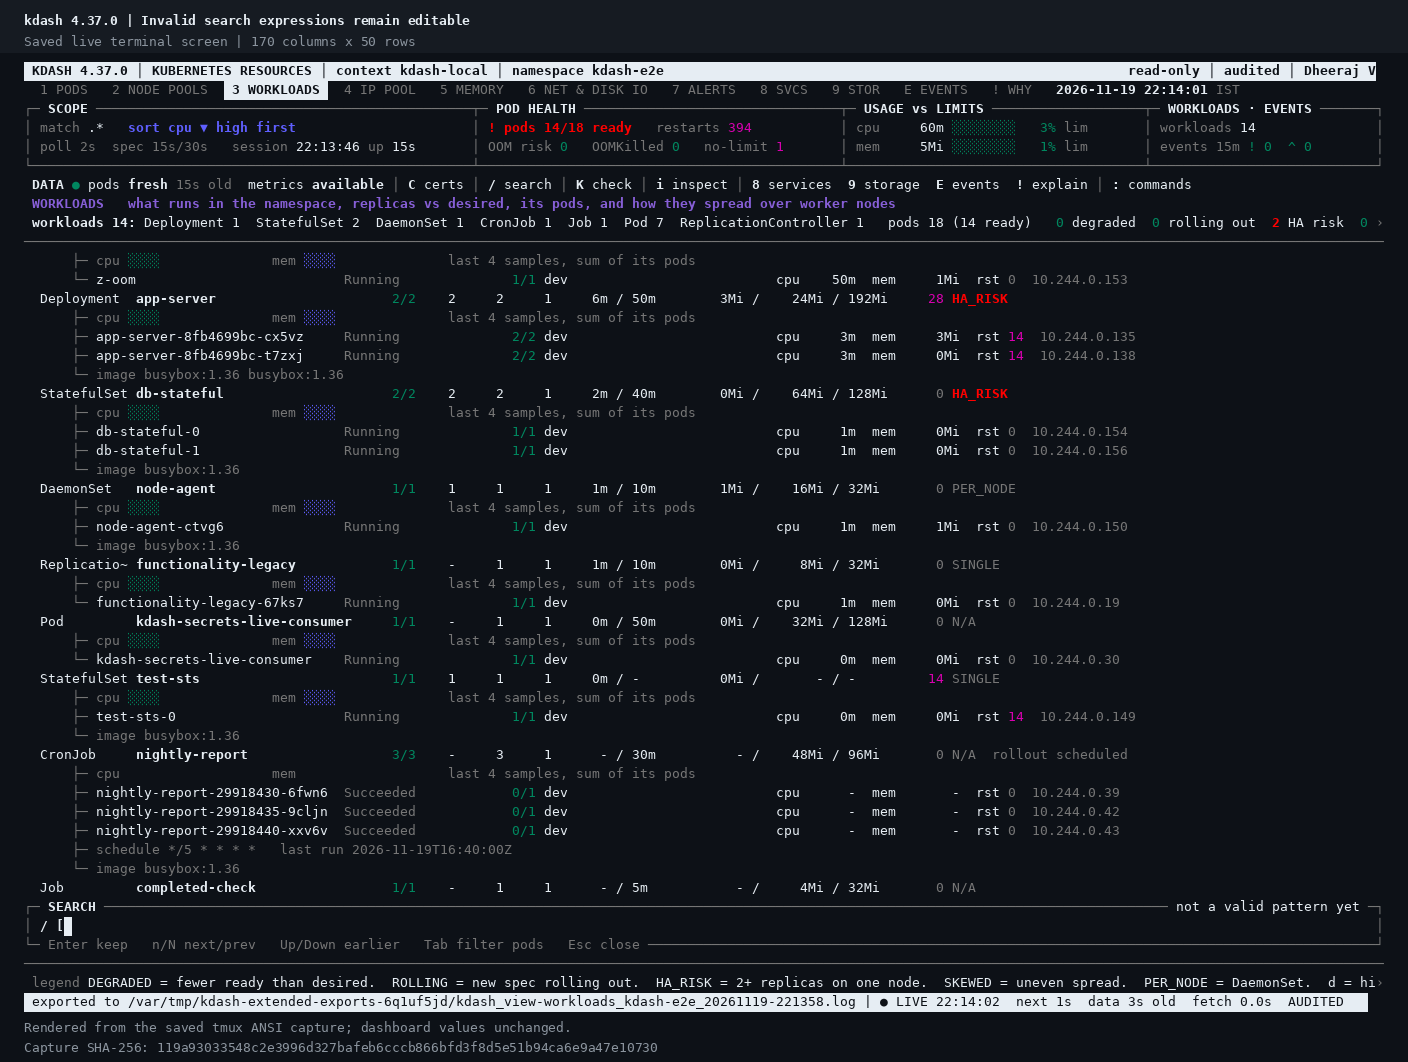 kdash 4.37.0 | Invalid search expressions remain editable
Saved live terminal screen | 170 columns x 50 rows
KDASH 4.37.0 │ KUBERNETES RESOURCES │ context kdash-local │ namespace kdash-e2e read-only │ audited │ Dheeraj V
1 PODS 2 NODE POOLS 3 WORKLOADS 4 IP POOL 5 MEMORY 6 NET & DISK IO 7 ALERTS 8 SVCS 9 STOR E EVENTS ! WHY 2026-11-19 22:14:01 IST
┌─ SCOPE ─┬─ POD HEALTH ─┬─ USAGE vs LIMITS ─┬─ WORKLOADS · EVENTS ─┐
│ match .* sort cpu ▼ high first │ ! pods 14/18 ready restarts 394 │ cpu 60m ░░░░░░░░ 3% lim │ workloads 14 │
│ poll 2s spec 15s/30s session 22:13:46 up 15s │ OOM risk 0 OOMKilled 0 no-limit 1 │ mem 5Mi ░░░░░░░░ 1% lim │ events 15m ! 0 ^ 0 │
DATA ● pods fresh 15s old metrics available │ C certs │ / search │ K check │ i inspect │ 8 services 9 storage E events ! explain │ : commands
WORKLOADS what runs in the namespace, replicas vs desired, its pods, and how they spread over worker nodes
workloads 14: Deployment 1 StatefulSet 2 DaemonSet 1 CronJob 1 Job 1 Pod 7 ReplicationController 1 pods 18 (14 ready) 0 degraded 0 rolling out 2 HA risk 0 ›
├─ cpu ░░░░ mem ░░░░ last 4 samples, sum of its pods
└─ z-oom Running 1/1 dev cpu 50m mem 1Mi rst 0 10.244.0.153
Deployment app-server 2/2 2 2 1 6m / 50m 3Mi / 24Mi / 192Mi 28 HA_RISK
├─ cpu ░░░░ mem ░░░░ last 4 samples, sum of its pods
├─ app-server-8fb4699bc-cx5vz Running 2/2 dev cpu 3m mem 3Mi rst 14 10.244.0.135
├─ app-server-8fb4699bc-t7zxj Running 2/2 dev cpu 3m mem 0Mi rst 14 10.244.0.138
└─ image busybox:1.36 busybox:1.36
StatefulSet db-stateful 2/2 2 2 1 2m / 40m 0Mi / 64Mi / 128Mi 0 HA_RISK
├─ cpu ░░░░ mem ░░░░ last 4 samples, sum of its pods
├─ db-stateful-0 Running 1/1 dev cpu 1m mem 0Mi rst 0 10.244.0.154
├─ db-stateful-1 Running 1/1 dev cpu 1m mem 0Mi rst 0 10.244.0.156
└─ image busybox:1.36
DaemonSet node-agent 1/1 1 1 1 1m / 10m 1Mi / 16Mi / 32Mi 0 PER_NODE
├─ cpu ░░░░ mem ░░░░ last 4 samples, sum of its pods
├─ node-agent-ctvg6 Running 1/1 dev cpu 1m mem 1Mi rst 0 10.244.0.150
└─ image busybox:1.36
Replicatio~ functionality-legacy 1/1 - 1 1 1m / 10m 0Mi / 8Mi / 32Mi 0 SINGLE
├─ cpu ░░░░ mem ░░░░ last 4 samples, sum of its pods
└─ functionality-legacy-67ks7 Running 1/1 dev cpu 1m mem 0Mi rst 0 10.244.0.19
Pod kdash-secrets-live-consumer 1/1 - 1 1 0m / 50m 0Mi / 32Mi / 128Mi 0 N/A
├─ cpu ░░░░ mem ░░░░ last 4 samples, sum of its pods
└─ kdash-secrets-live-consumer Running 1/1 dev cpu 0m mem 0Mi rst 0 10.244.0.30
StatefulSet test-sts 1/1 1 1 1 0m / - 0Mi / - / - 14 SINGLE
├─ cpu ░░░░ mem ░░░░ last 4 samples, sum of its pods
├─ test-sts-0 Running 1/1 dev cpu 0m mem 0Mi rst 14 10.244.0.149
└─ image busybox:1.36
CronJob nightly-report 3/3 - 3 1 - / 30m - / 48Mi / 96Mi 0 N/A rollout scheduled
├─ cpu mem last 4 samples, sum of its pods
├─ nightly-report-29918430-6fwn6 Succeeded 0/1 dev cpu - mem - rst 0 10.244.0.39
├─ nightly-report-29918435-9cljn Succeeded 0/1 dev cpu - mem - rst 0 10.244.0.42
├─ nightly-report-29918440-xxv6v Succeeded 0/1 dev cpu - mem - rst 0 10.244.0.43
├─ schedule */5 * * * * last run 2026-11-19T16:40:00Z
└─ image busybox:1.36
Job completed-check 1/1 - 1 1 - / 5m - / 4Mi / 32Mi 0 N/A
┌─ SEARCH ─ not a valid pattern yet ─┐
│ / [ │
└─ Enter keep n/N next/prev Up/Down earlier Tab filter pods Esc close ─┘
legend DEGRADED = fewer ready than desired. ROLLING = new spec rolling out. HA_RISK = 2+ replicas on one node. SKEWED = uneven spread. PER_NODE = DaemonSet. d = hi›
exported to /var/tmp/kdash-extended-exports-6q1uf5jd/kdash_view-workloads_kdash-e2e_20261119-221358.log | ● LIVE 22:14:02 next 1s data 3s old fetch 0.0s AUDITED
Rendered from the saved tmux ANSI capture; dashboard values unchanged.
Capture SHA-256: 119a93033548c2e3996d327bafeb6cccb866bfd3f8d5e51b94ca6e9a47e10730